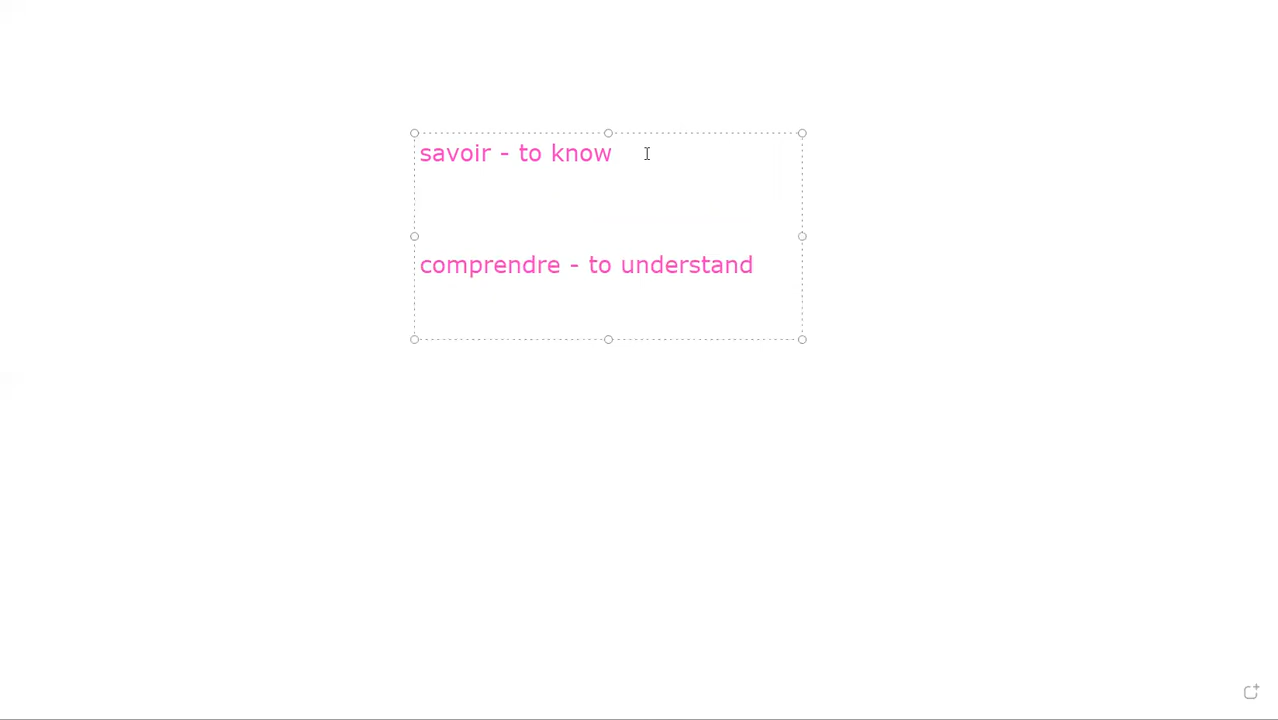 savoir - to know
comprendre - to understand